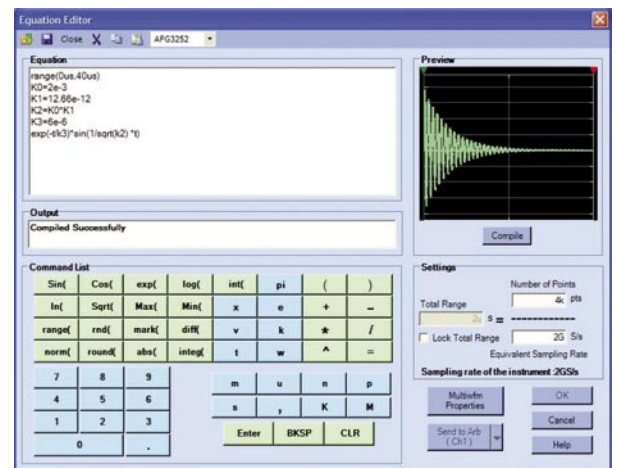 Equation Editor
Close X AFG3252
Equation
range(0us,40us)
K0=2e-3
K1=12.66e-12
K2=K0*K1
K3=6e-6
exp(-t/k3)*sin(1/sqrt(k2) *t)
Preview
Compile
Output
Compiled Successfully
Command List
Sin( Cos( exp( log( int( pi ( )
ln( Sqrt( Max( Min( x e + -
range( rnd( mark( diff( v k * /
norm( round( abs( integ( t w ^ =
7 8 9 m u n p
4 5 6 s , K M
1 2 3 Enter BKSP CLR
0 .
Settings
Number of Points
Total Range 4k pts
s =
Lock Total Range 2G S/s
Equivalent Sampling Rate
Sampling rate of the instrument :2GS/s
Multiwfm Properties OK
Cancel
Send to Arb (Ch1) Help